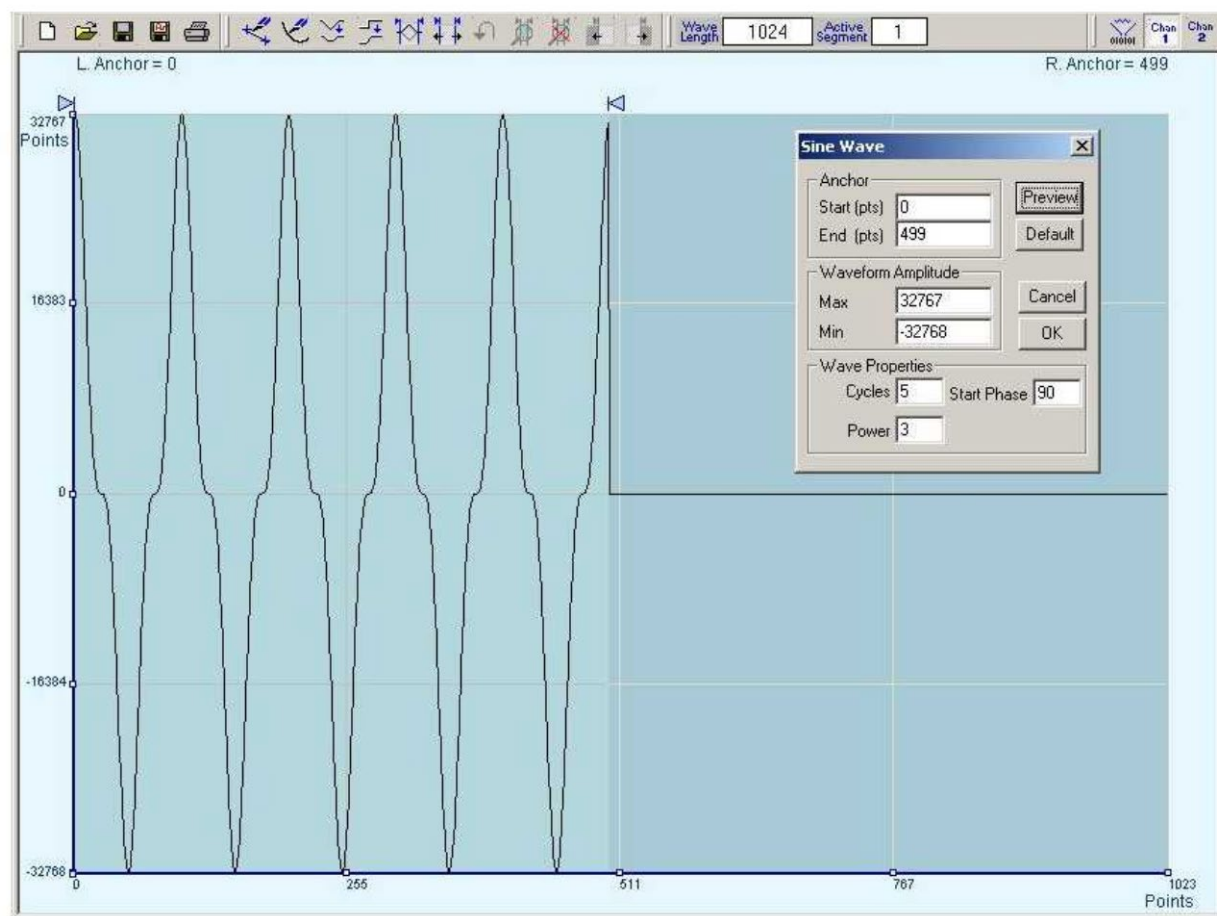 Wave Length 1024 Active Segment 1
010101
Chan 1
Chan 2
L. Anchor = 0
R. Anchor = 499
32767
Points
16383
0
-16384
-32768
0
255
511
767
1023
Points
Sine Wave
Anchor
Start (pts) 0
End (pts) 499
Preview
Default
Waveform Amplitude
Max 32767
Min -32768
Cancel
OK
Wave Properties
Cycles 5 Start Phase 90
Power 3